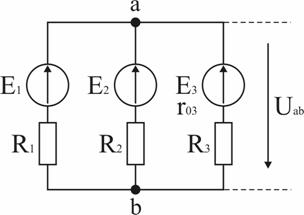 a
E₁ E₂ E₃
r₀₃
Uab
R₁ R₂ R₃
b